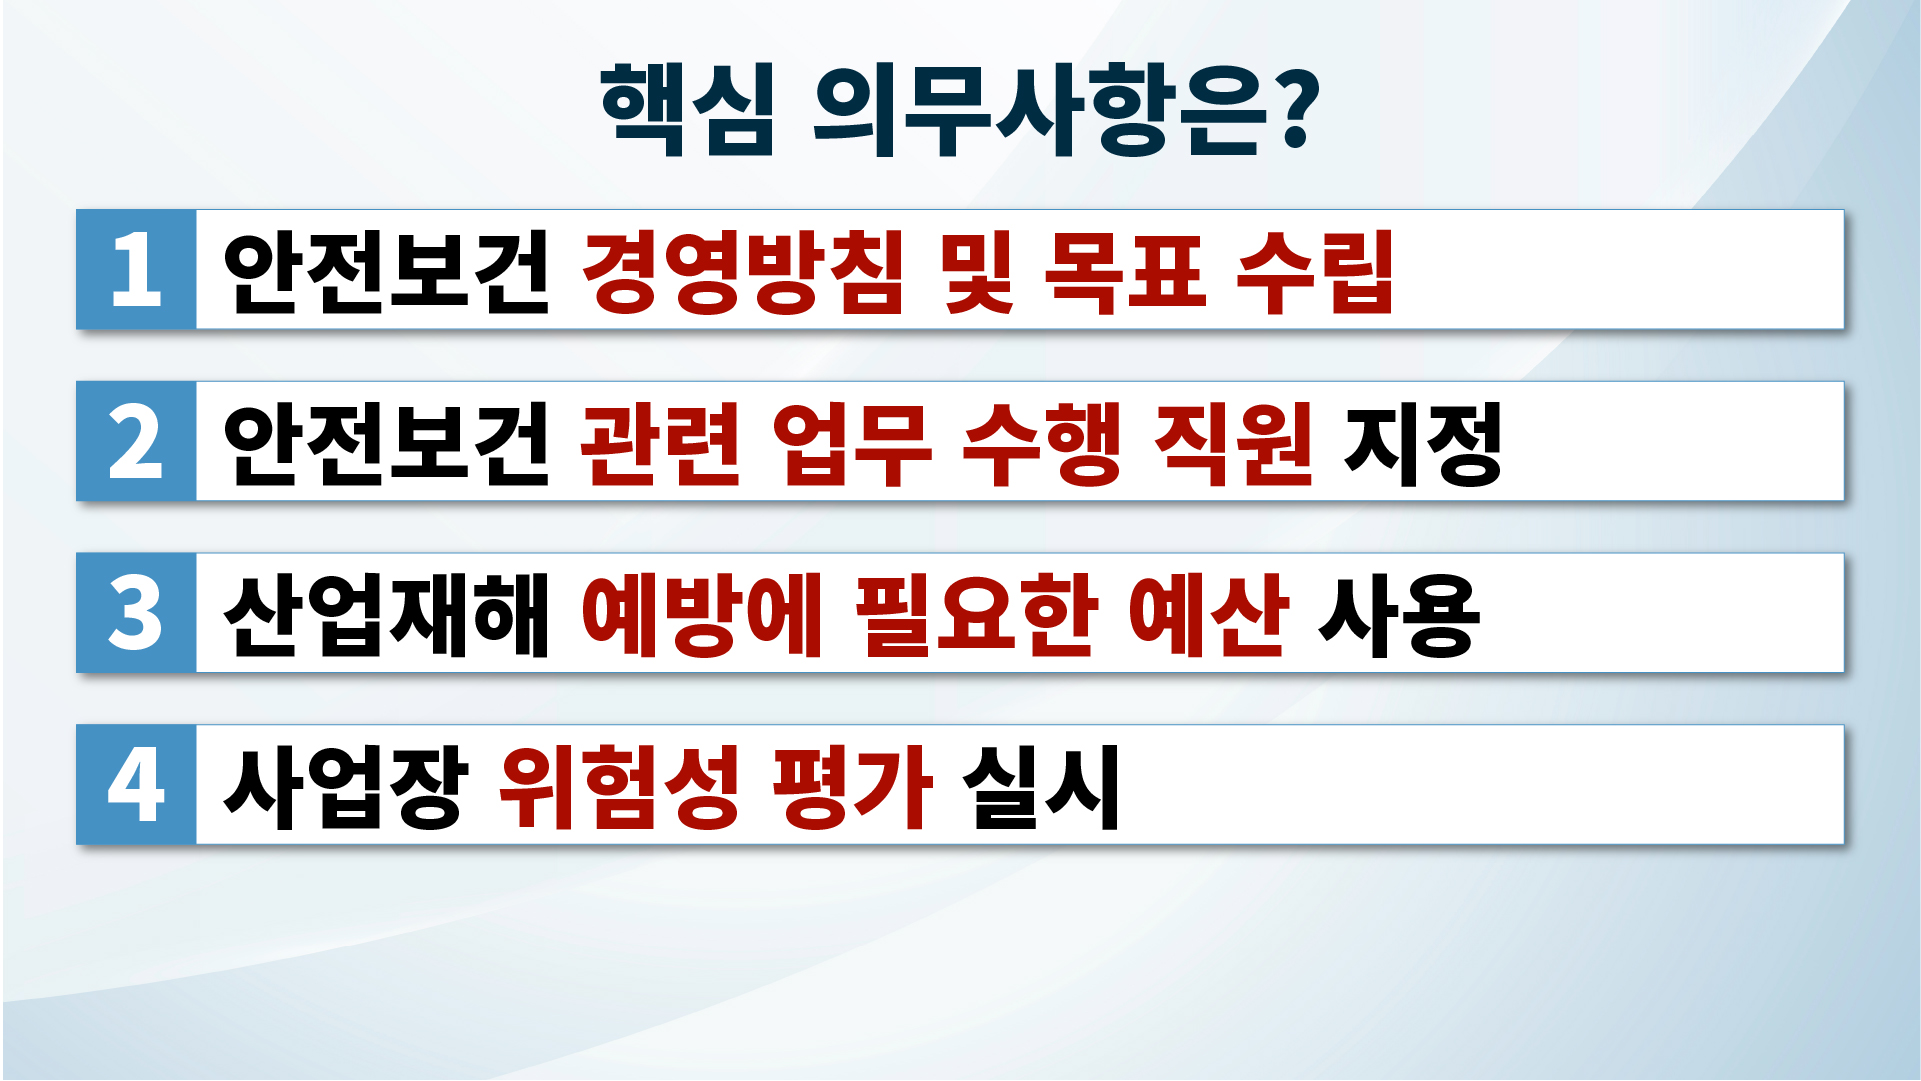 핵심 의무사항은?
1 안전보건 경영방침 및 목표 수립
2 안전보건 관련 업무 수행 직원 지정
3 산업재해 예방에 필요한 예산 사용
4 사업장 위험성 평가 실시